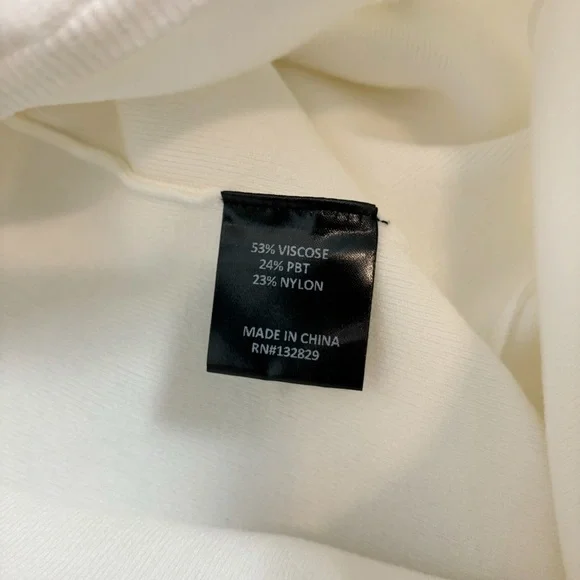 53% VISCOSE
24% PBT
23% NYLON
MADE IN CHINA
RN#132829